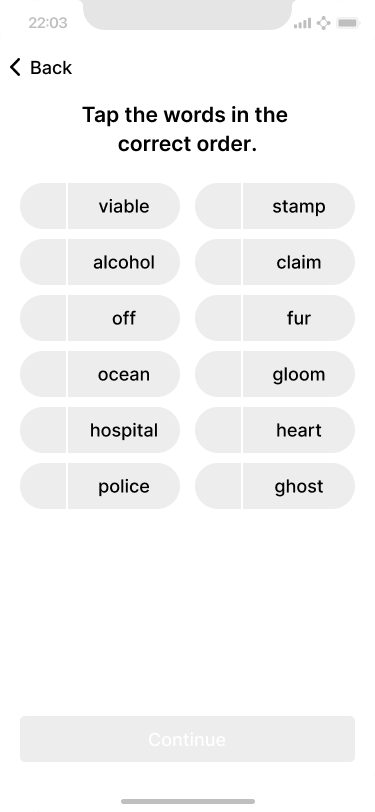 22:03
Back
Tap the words in the
correct order.
viable stamp
alcohol claim
off fur
ocean gloom
hospital heart
police ghost
Continue